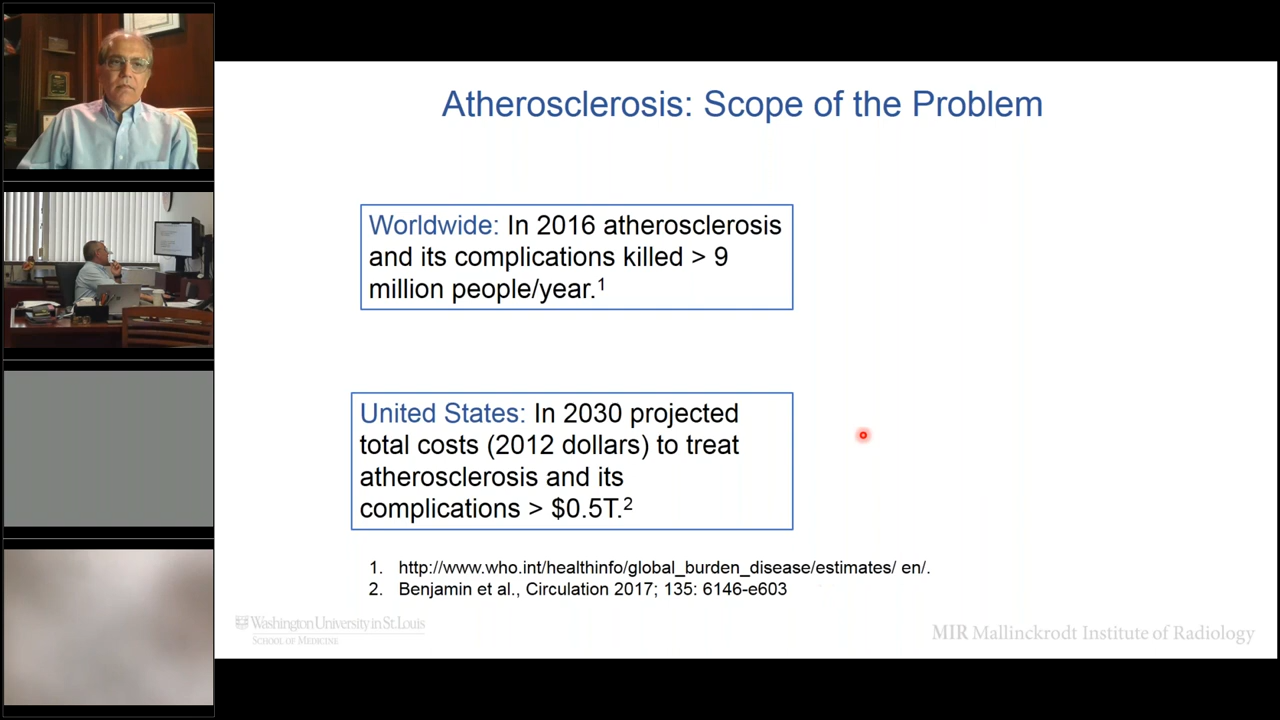 Atherosclerosis: Scope of the Problem
Worldwide: In 2016 atherosclerosis
and its complications killed > 9
million people/year.1
United States: In 2030 projected
total costs (2012 dollars) to treat
atherosclerosis and its
complications > $0.5T.2
1. http://www.who.int/healthinfo/global_burden_disease/estimates/ en/.
2. Benjamin et al., Circulation 2017; 135: 6146-e603
Washington University in St. Louis
SCHOOL OF MEDICINE
MIR Mallinckrodt Institute of Radiology